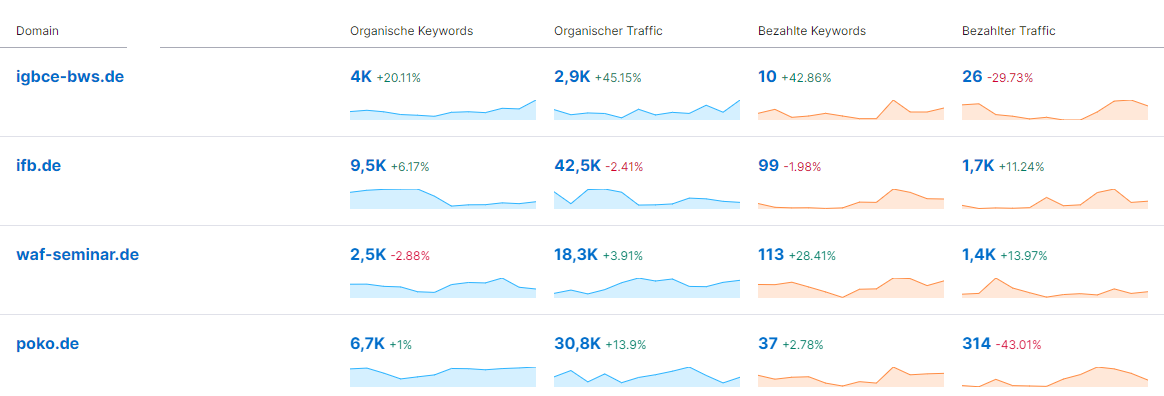 Domain Organische Keywords Organischer Traffic Bezahlte Keywords Bezahlter Traffic
igbce-bws.de 4K +20.11% 2,9K +45.15% 10 +42.86% 26 -29.73%
ifb.de 9,5K +6.17% 42,5K -2.41% 99 -1.98% 1,7K +11.24%
waf-seminar.de 2,5K -2.88% 18,3K +3.91% 113 +28.41% 1,4K +13.97%
poko.de 6,7K +1% 30,8K +13.9% 37 +2.78% 314 -43.01%